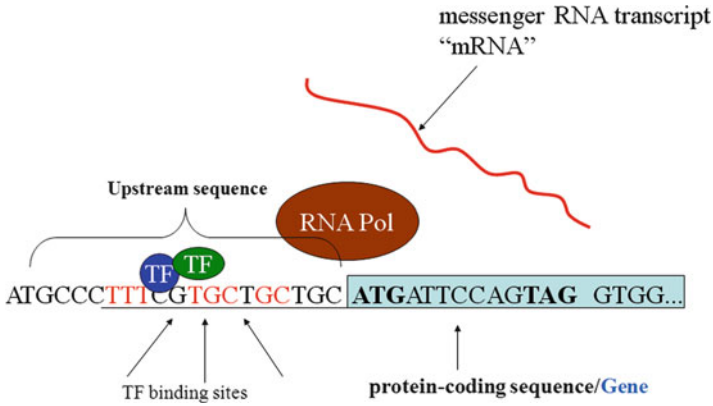 messenger RNA transcript
“mRNA”
Upstream sequence
RNA Pol
TF
TF
ATGCCCTTTCGTGCTGCTGC ATGATTCCAGTAG GTGG...
TF binding sites
protein-coding sequence/Gene